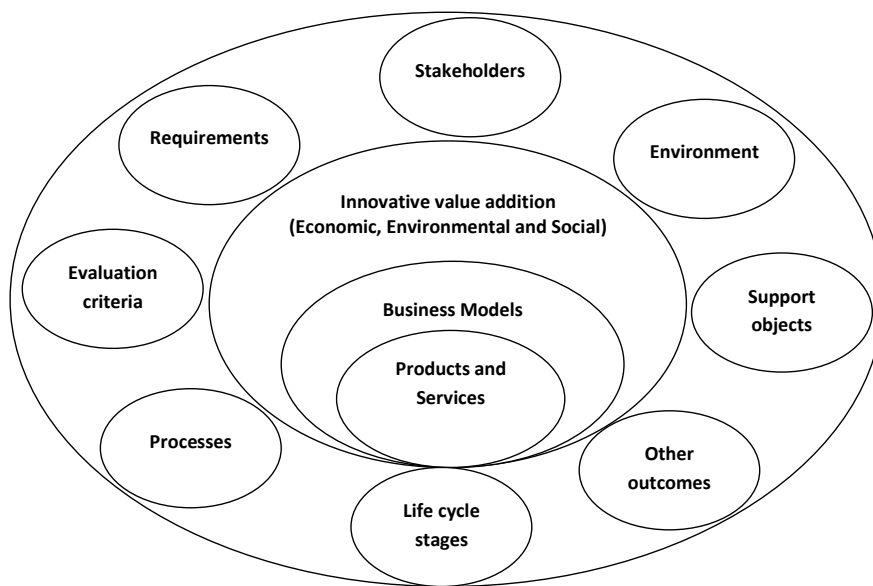 Stakeholders
Requirements
Environment
Innovative value addition
(Economic, Environmental and Social)
Evaluation
criteria
Support
objects
Business Models
Products and
Services
Processes
Other
outcomes
Life cycle
stages